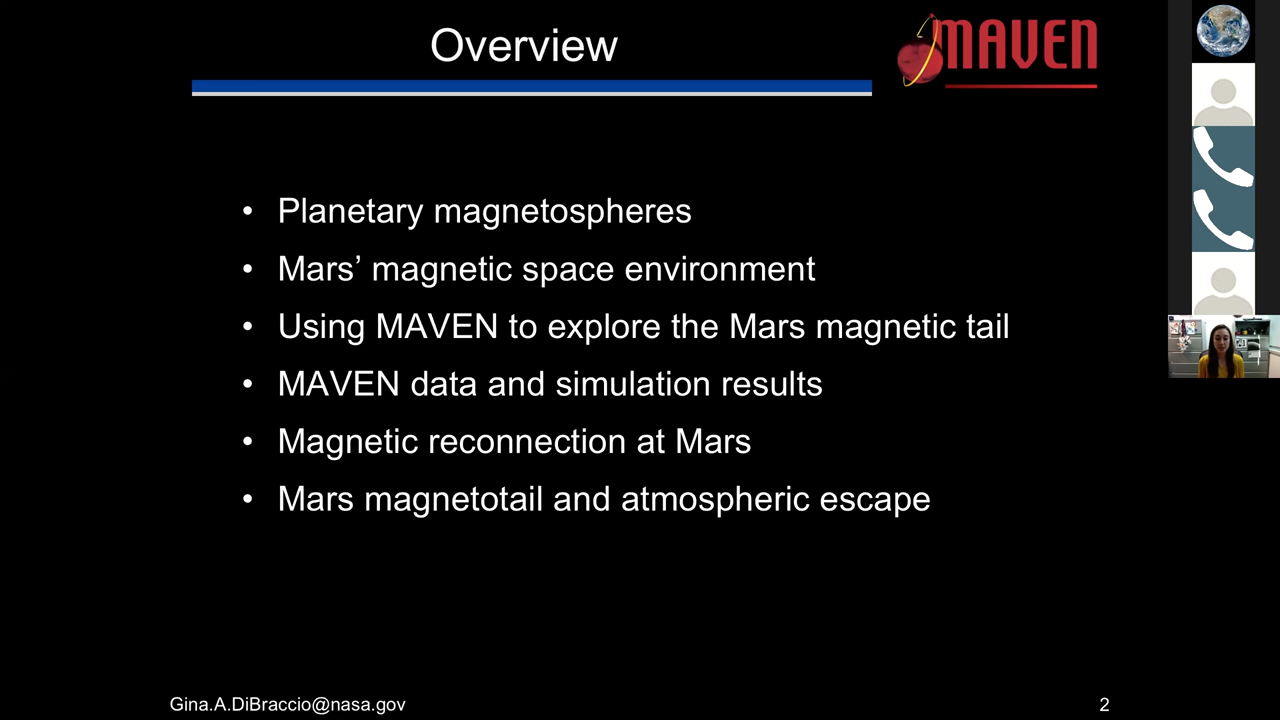 Overview
MAVEN
• Planetary magnetospheres
• Mars’ magnetic space environment
• Using MAVEN to explore the Mars magnetic tail
• MAVEN data and simulation results
• Magnetic reconnection at Mars
• Mars magnetotail and atmospheric escape
Gina.A.DiBraccio@nasa.gov
2